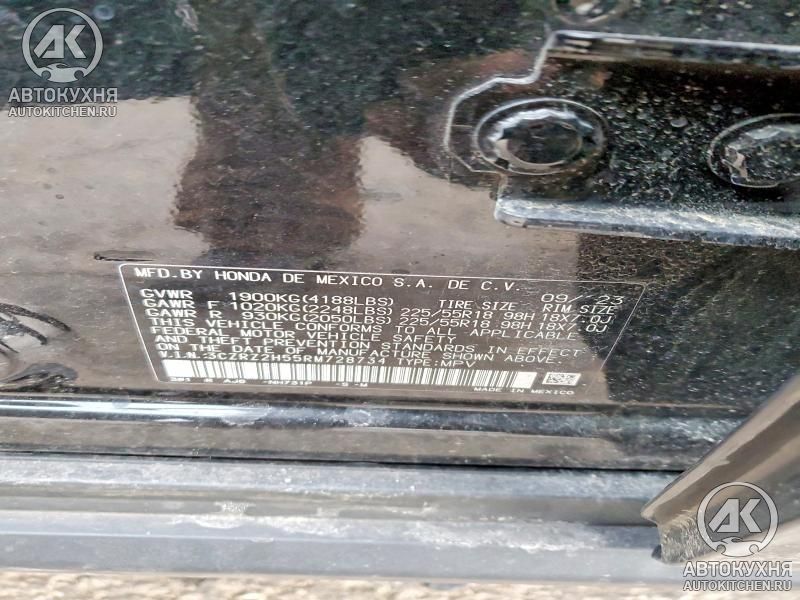 АВТОКУХНЯ
AUTOKITCHEN.RU
MFD. BY HONDA DE MEXICO S.A. DE C.V.
09/ 23
GVWR 1900KG(4188LBS) TIRE SIZE RIM SIZE
GAWR F 1020KG(2248LBS) 225/55R18 98H 18X7.0J
GAWR R 930KG(2050LBS) 225/55R18 98H 18X7.0J
THIS VEHICLE CONFORMS TO ALL APPLICABLE
FEDERAL MOTOR VEHICLE SAFETY
STANDARDS IN EFFECT
ON THE DATE OF MANUFACTURE SHOWN ABOVE.
V.I.N.:3CZRZ2H55RM728734 TYPE:MPV
NH731P
MADE IN MEXICO
АВТОКУХНЯ
AUTOKITCHEN.RU